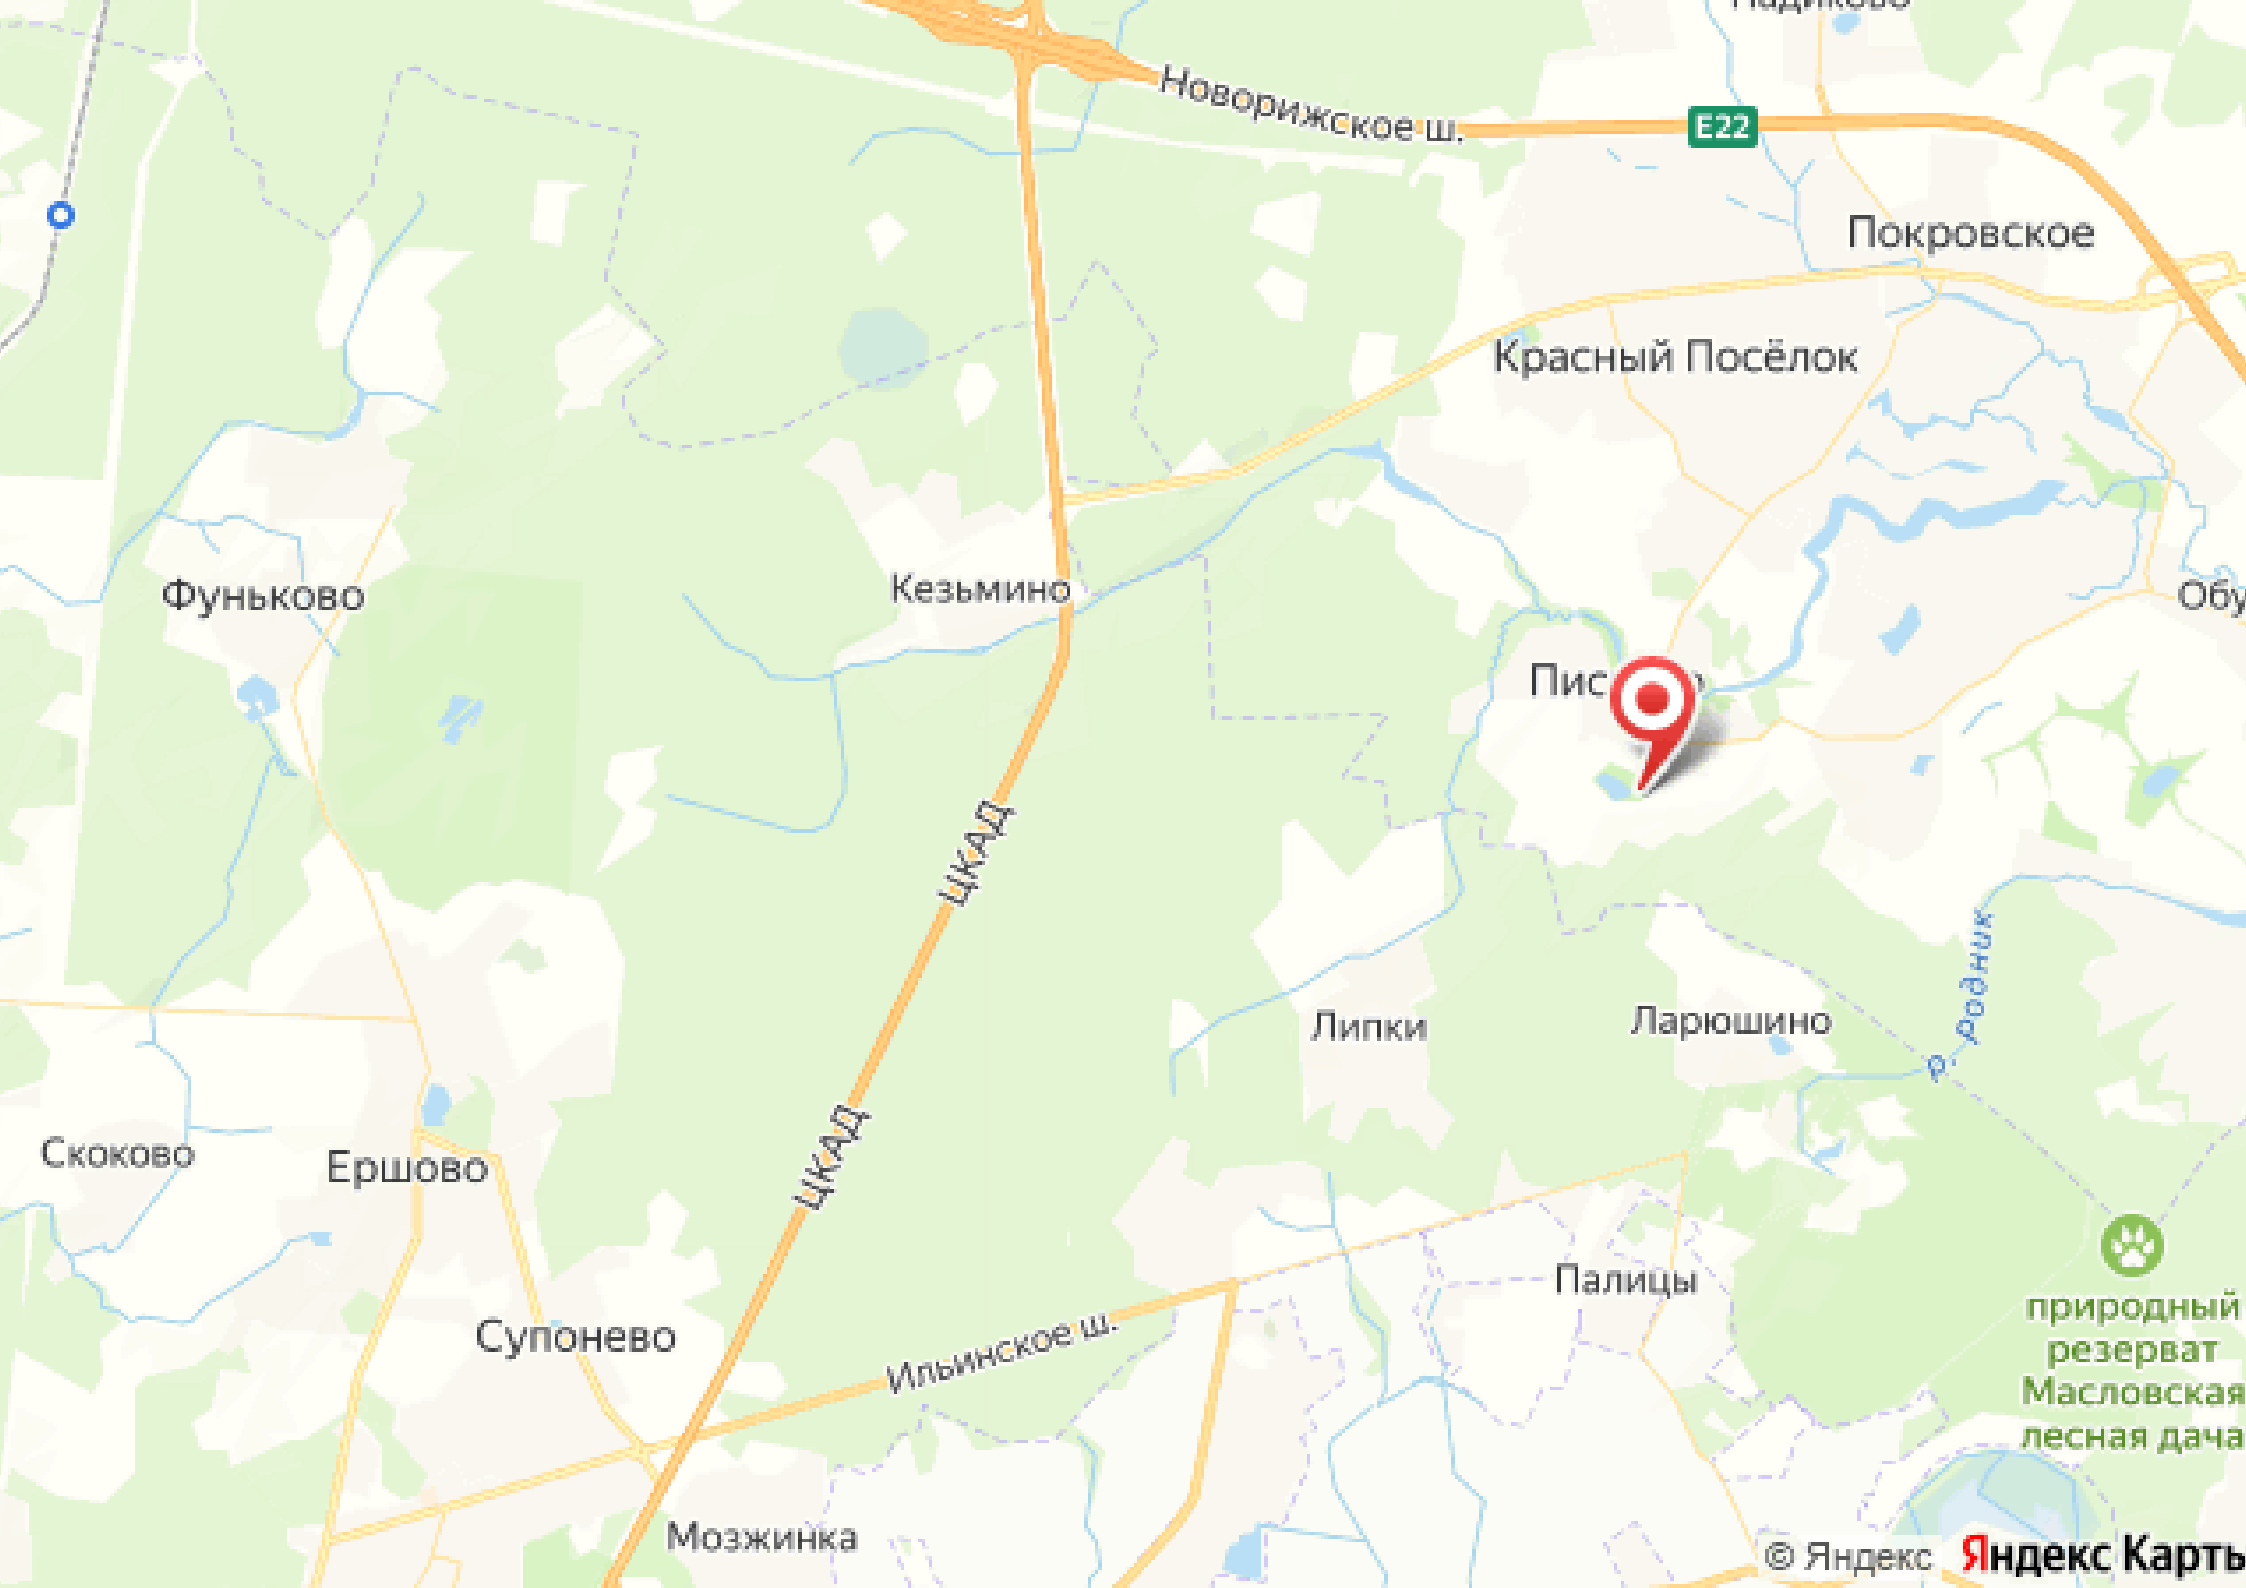 Новорижское ш.
E22
Покровское
Красный Посёлок
Кезьмино
Фуньково
Обу
Пис
ЦКАД
р. Родник
Липки
Ларюшино
ЦКАД
Скоково
Ершово
Палицы
природный
резерват
Масловская
лесная дача
Супонево
Ильинское ш.
Мозжинка
© Яндекс
Яндекс Карты